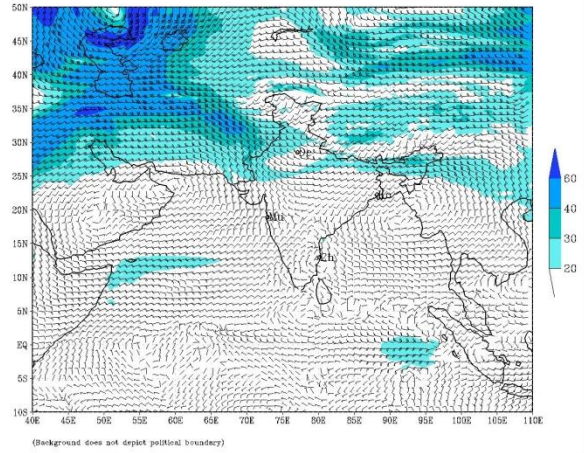 50N
45N
40N
35N
30N
25N
20N
15N
10N
5N
EQ
5S
10S
60
40
30
20
Mu
Ch
40E 45E 50E 55E 60E 65E 70E 75E 80E 85E 90E 95E 100E 105E 110E
(Background does not depict political boundary)